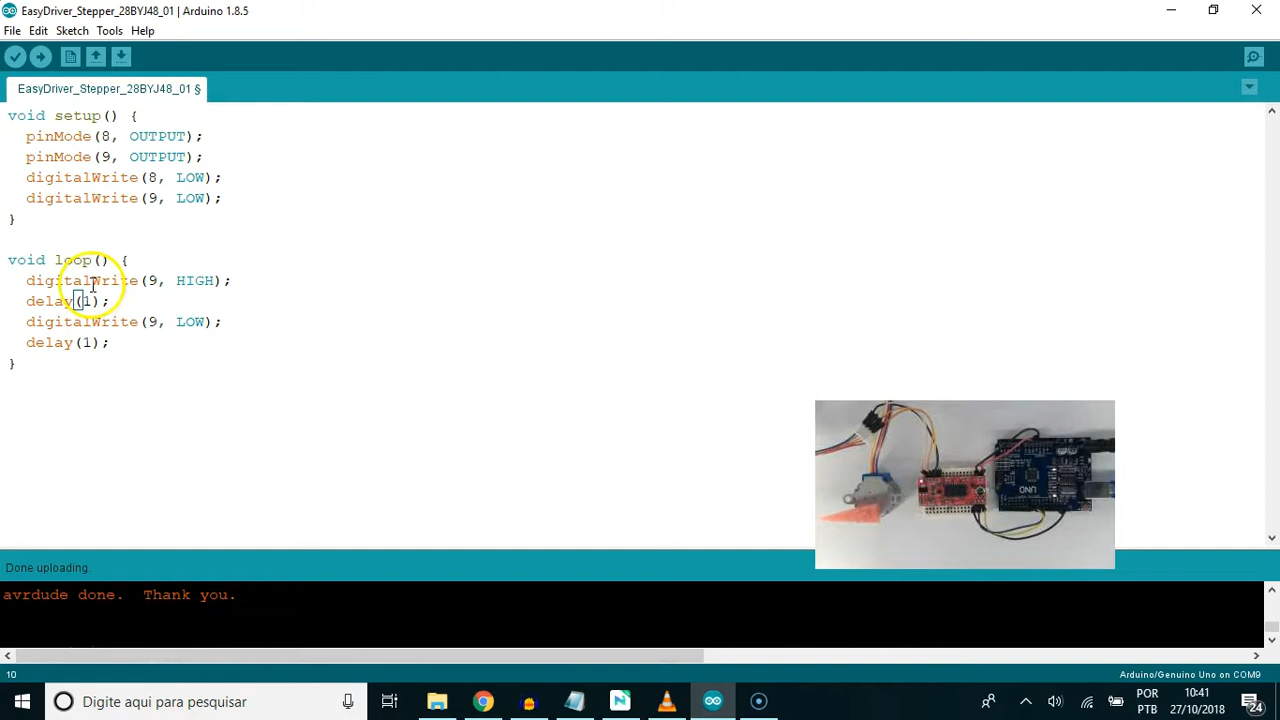 EasyDriver_Stepper_28BYJ48_01 | Arduino 1.8.5
File Edit Sketch Tools Help
EasyDriver_Stepper_28BYJ48_01 §
void setup() {
pinMode(8, OUTPUT);
pinMode(9, OUTPUT);
digitalWrite(8, LOW);
digitalWrite(9, LOW);
}
void loop() {
digitalWrite(9, HIGH);
delay(1);
digitalWrite(9, LOW);
delay(1);
}
UNO
Done uploading.
avrdude done.  Thank you.
10
Arduino/Genuino Uno on COM9
Digite aqui para pesquisar
POR
PTB
10:41
27/10/2018
24